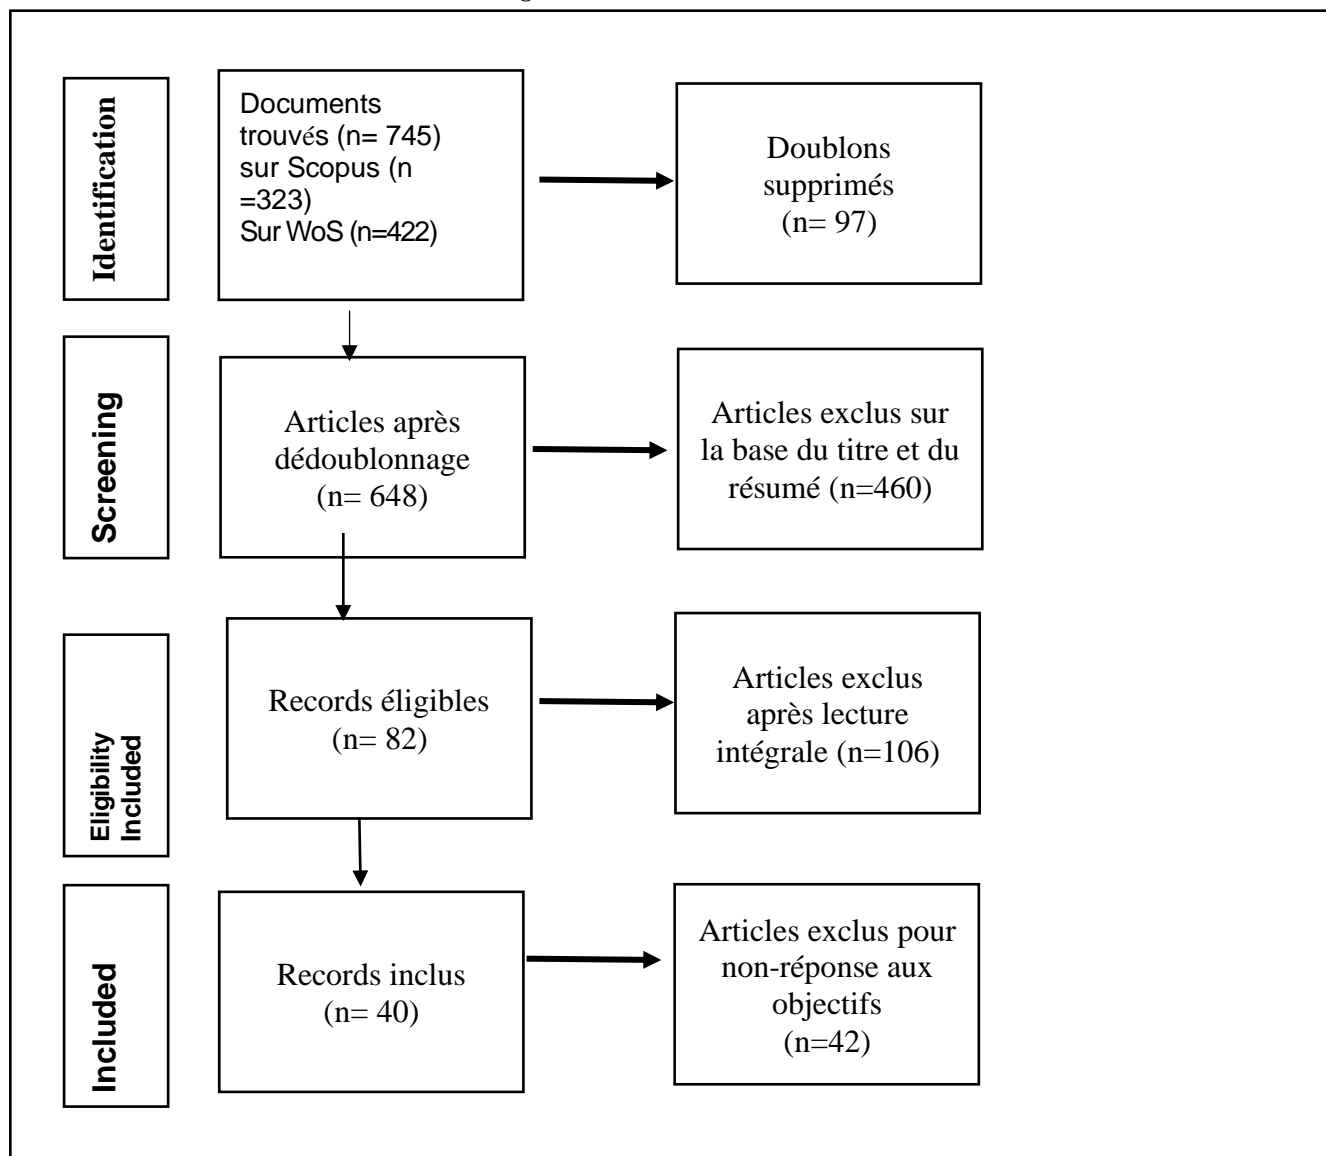 Identification
Documents
trouvés (n= 745)
sur Scopus (n
=323)
Sur WoS (n=422)
Doublons
supprimés
(n= 97)
Screening
Articles après
dédoublonnage
(n= 648)
Articles exclus sur
la base du titre et du
résumé (n=460)
Eligibility
Included
Records éligibles
(n= 82)
Articles exclus
après lecture
intégrale (n=106)
Included
Records inclus
(n= 40)
Articles exclus pour
non-réponse aux
objectifs
(n=42)